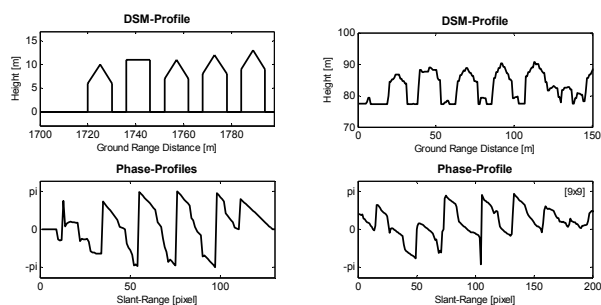 DSM-Profile
Height [m]
15
10
5
0
1700 1720 1740 1760 1780
Ground Range Distance [m]
DSM-Profile
Height [m]
100
90
80
70
0 50 100 150
Ground Range Distance [m]
Phase-Profiles
pi
0
-pi
50 100
Slant-Range [pixel]
Phase-Profile
[9x9]
pi
0
-pi
0 50 100 150 200
Slant-Range [pixel]